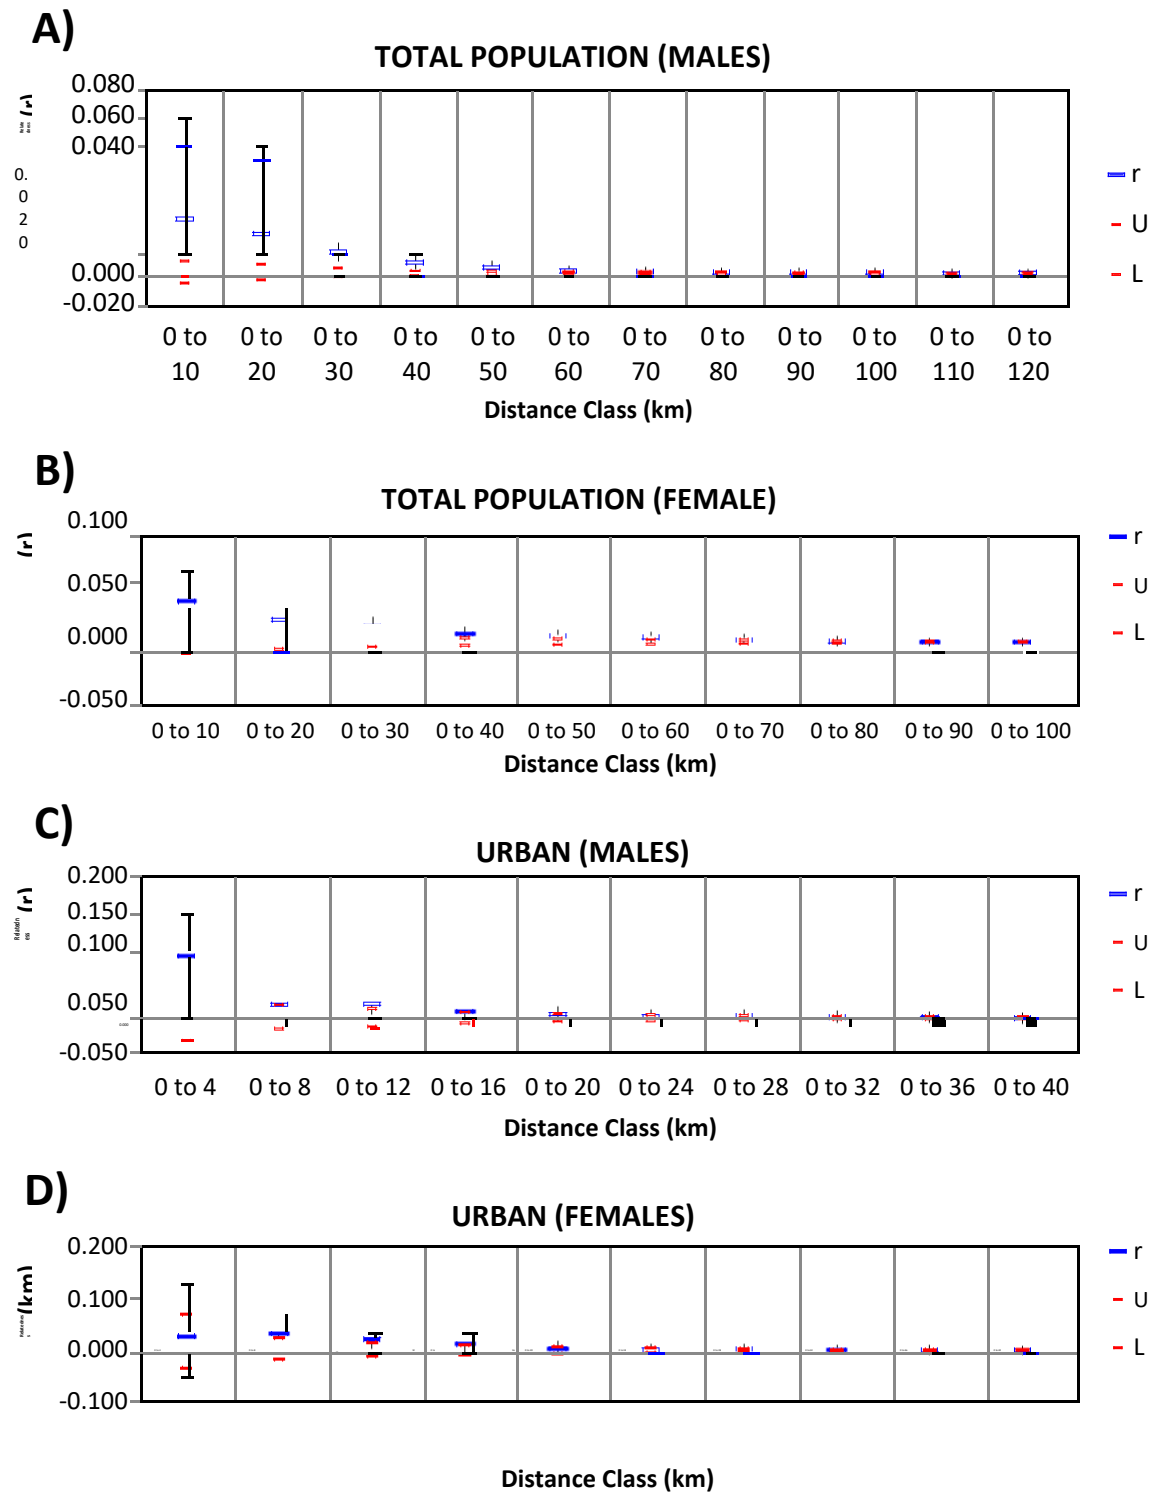 A)
TOTAL POPULATION (MALES)
0.080
0.060
0.040
0.
0
2
0
0.000
-0.020
(r)
r
U
L
0 to 0 to 0 to 0 to 0 to 0 to 0 to 0 to 0 to 0 to 0 to 0 to
10 20 30 40 50 60 70 80 90 100 110 120
Distance Class (km)
B)
TOTAL POPULATION (FEMALE)
0.100
0.050
0.000
-0.050
(r)
r
U
L
0 to 10 0 to 20 0 to 30 0 to 40 0 to 50 0 to 60 0 to 70 0 to 80 0 to 90 0 to 100
Distance Class (km)
C)
URBAN (MALES)
0.200
0.150
0.100
0.050
0.000
-0.050
Relatedn
ess
(r)
r
U
L
0 to 4 0 to 8 0 to 12 0 to 16 0 to 20 0 to 24 0 to 28 0 to 32 0 to 36 0 to 40
Distance Class (km)
D)
URBAN (FEMALES)
0.200
0.100
0.000
-0.100
(km)
r
U
L
Distance Class (km)